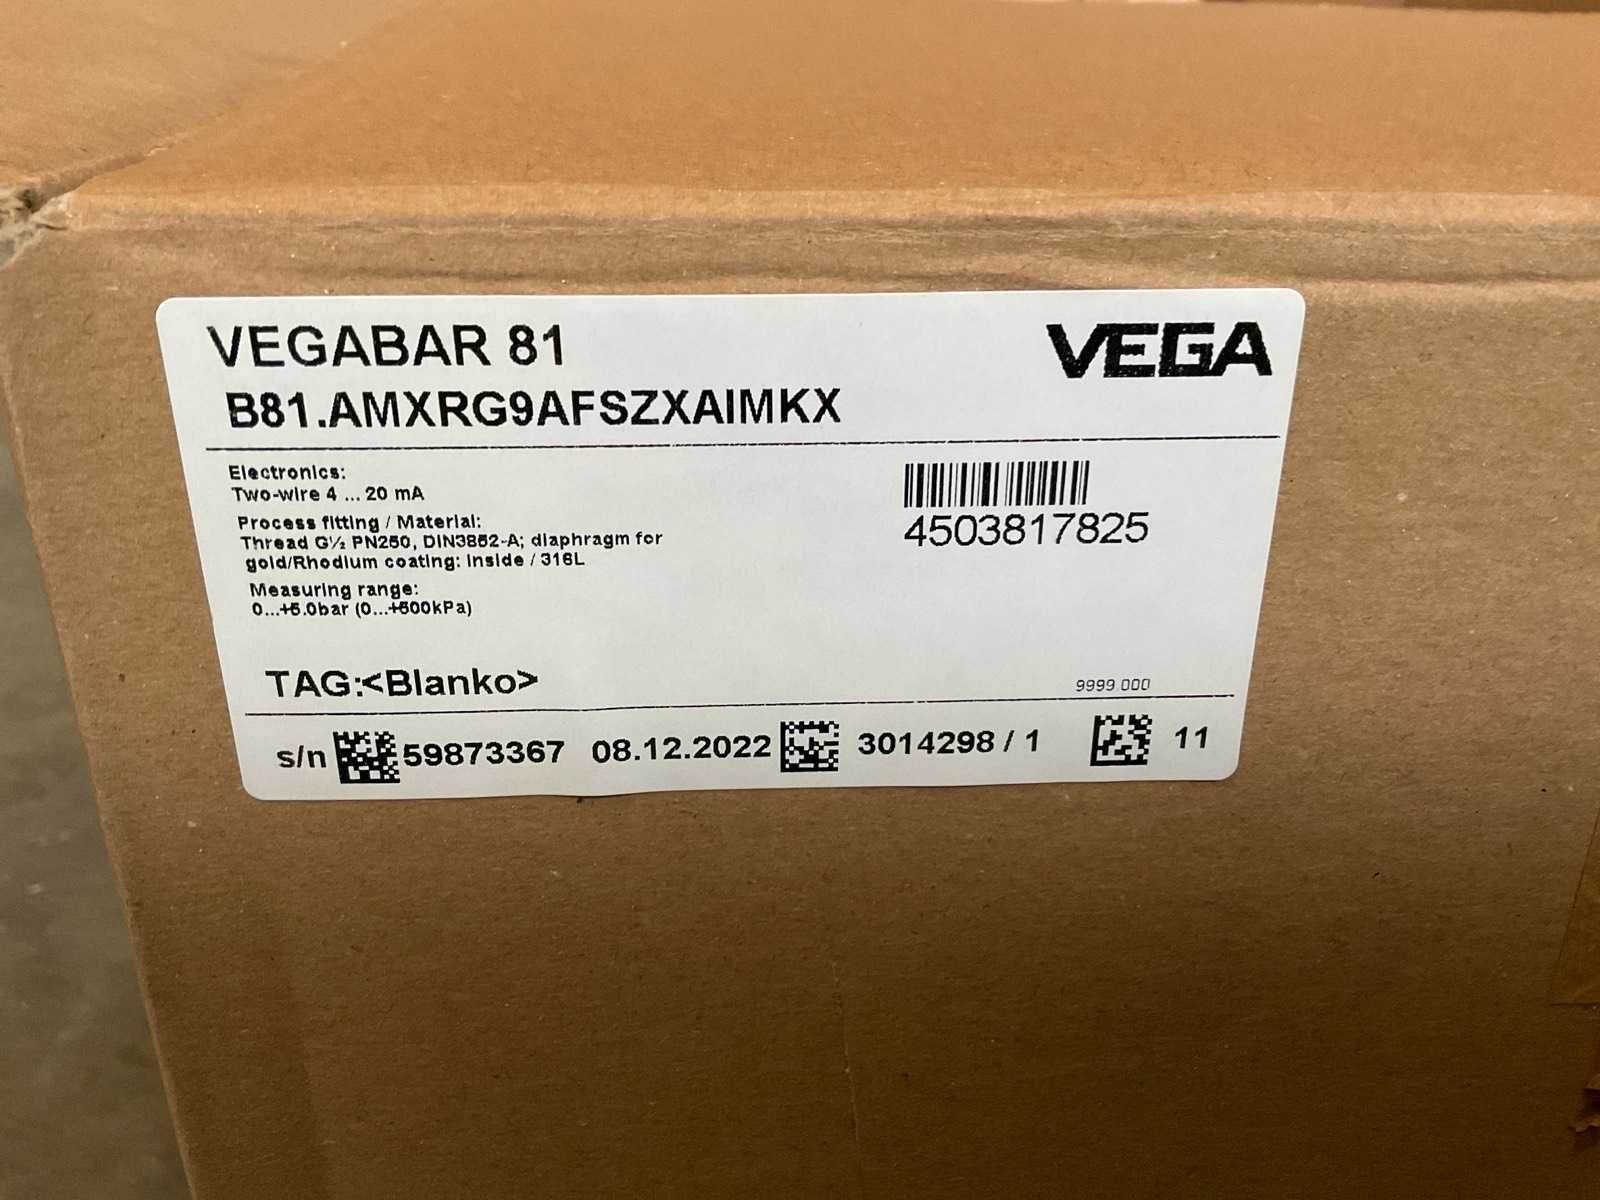 VEGABAR 81
VEGA
B81.AMXRG9AFSZXAIMKX
Electronics:
Two-wire 4 ... 20 mA
Process fitting / Material:
Thread G½ PN250, DIN3852-A; diaphragm for
gold/Rhodium coating: inside / 316L
Measuring range:
0...+5.0bar (0...+500kPa)
4503817825
TAG:<Blanko>
9999.000
s/n 59873367 08.12.2022 3014298 / 1 11